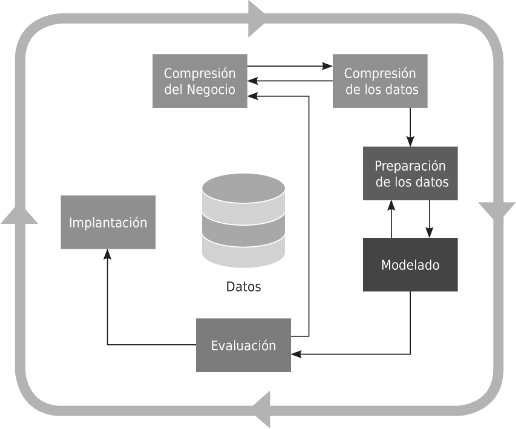 Compresión
del Negocio
Compresión
de los datos
Preparación
de los datos
Implantación
Modelado
Datos
Evaluación